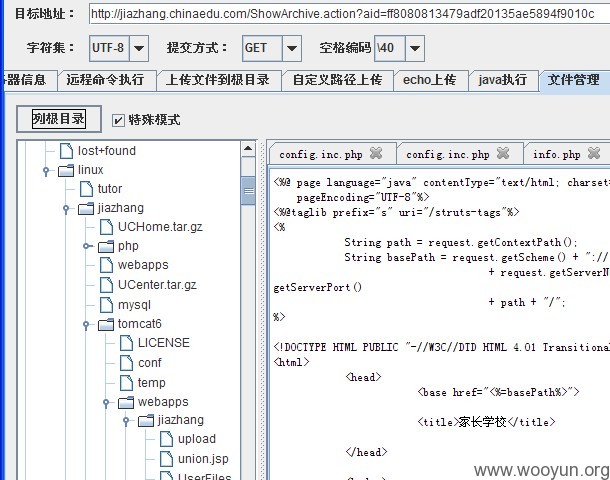 目标地址： http://jiazhang.chinaedu.com/ShowArchive.action?aid=ff8080813479adf20135ae5894f9010c
字符集： UTF-8 提交方式： GET 空格编码 \40
器信息 远程命令执行 上传文件到根目录 自定义路径上传 echo上传 java执行 文件管理
列根目录 特殊模式
lost+found
linux
tutor
jiazhang
UCHome.tar.gz
php
webapps
UCenter.tar.gz
mysql
tomcat6
LICENSE
conf
temp
webapps
jiazhang
upload
union.jsp
UserFiles
config.inc.php config.inc.php info.php
<%@ page language="java" contentType="text/html; charset=
pageEncoding="UTF-8"%>
<%@taglib prefix="s" uri="/struts-tags"%>
<%
String path = request.getContextPath();
String basePath = request.getScheme() + "://
+ request.getServerN
getServerPort()
+ path + "/";
%>
<!DOCTYPE HTML PUBLIC "-//W3C//DTD HTML 4.01 Transitional
<html>
<head>
<base href="<%=basePath%>">
<title>家长学校</title>
</head>
www.wooyun.org